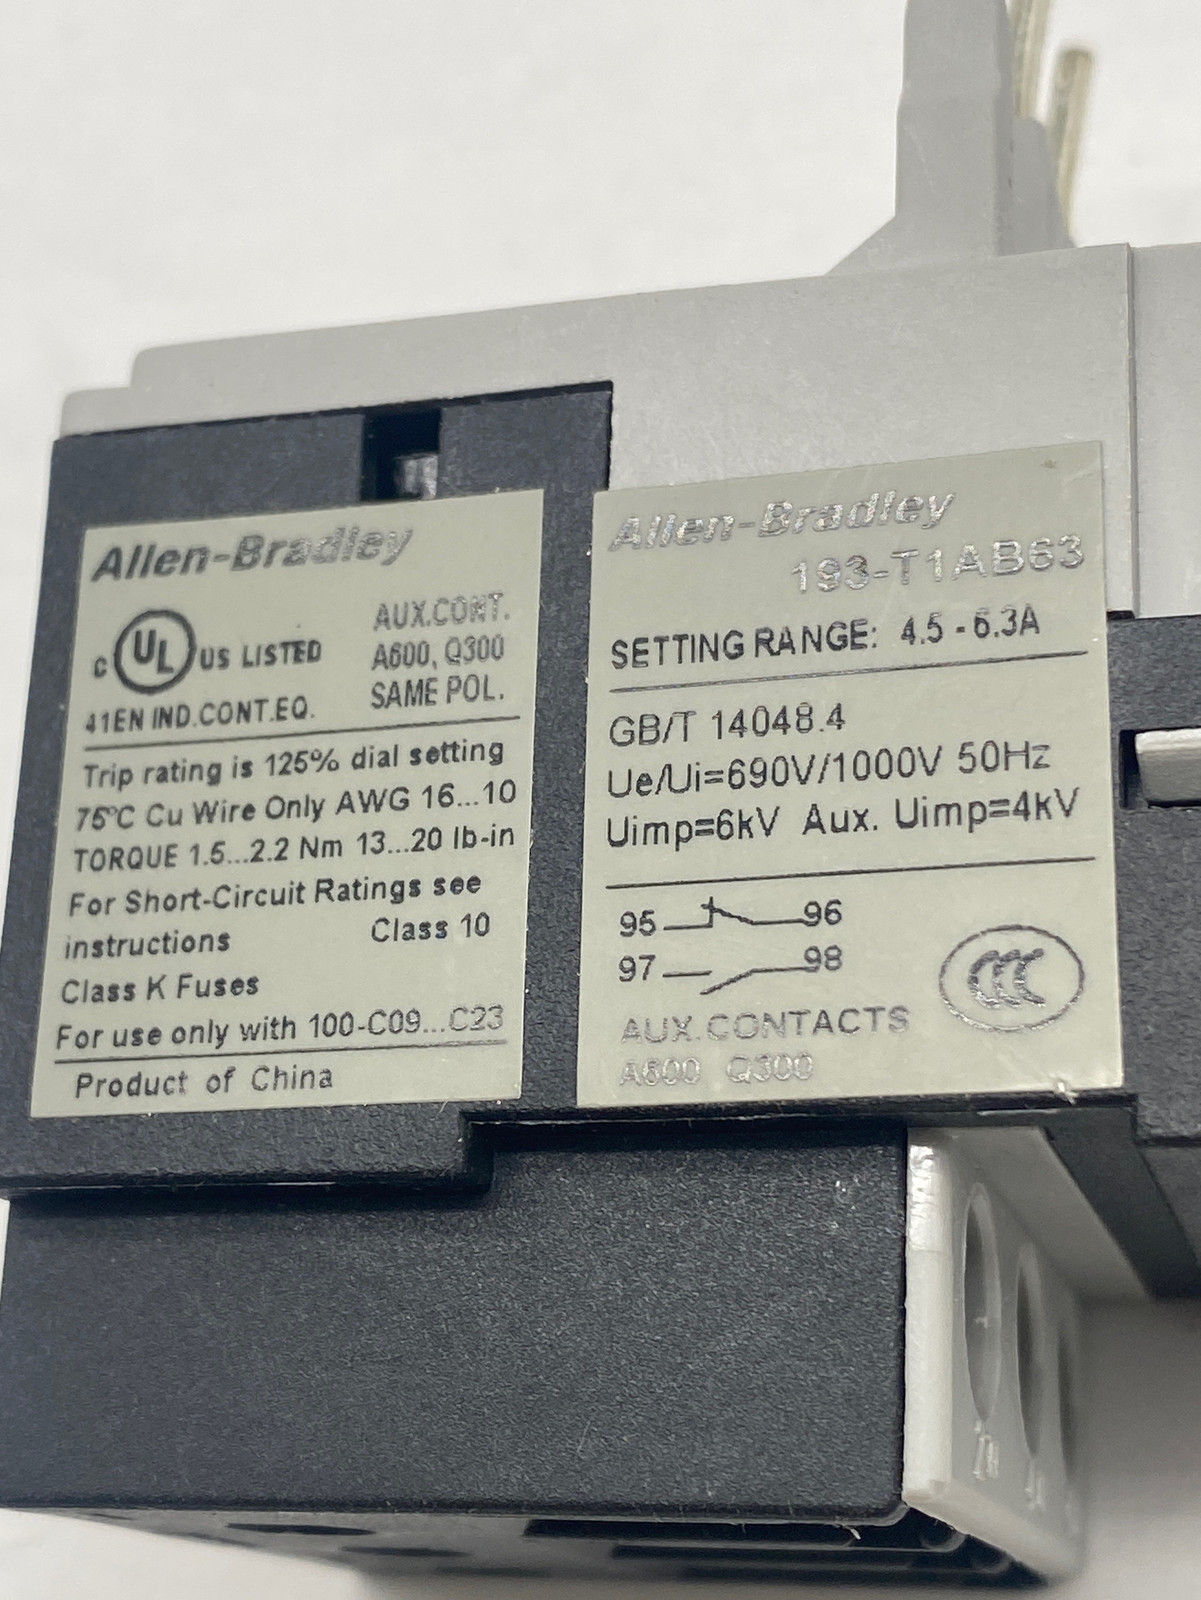 Allen-Bradley
c UL US LISTED
41EN IND.CONT.EQ.
AUX.CONT.
A600, Q300
SAME POL.
Trip rating is 125% dial setting
75°C Cu Wire Only AWG 16...10
TORQUE 1.5...2.2 Nm 13...20 lb-in
For Short-Circuit Ratings see
instructions Class 10
Class K Fuses
For use only with 100-C09...C23
Product of China
Allen-Bradley
193-T1AB63
SETTING RANGE: 4.5 - 6.3A
GB/T 14048.4
Ue/Ui=690V/1000V 50Hz
Uimp=6kV Aux. Uimp=4kV
95 96
97 98
CCC
AUX.CONTACTS
A600 Q300